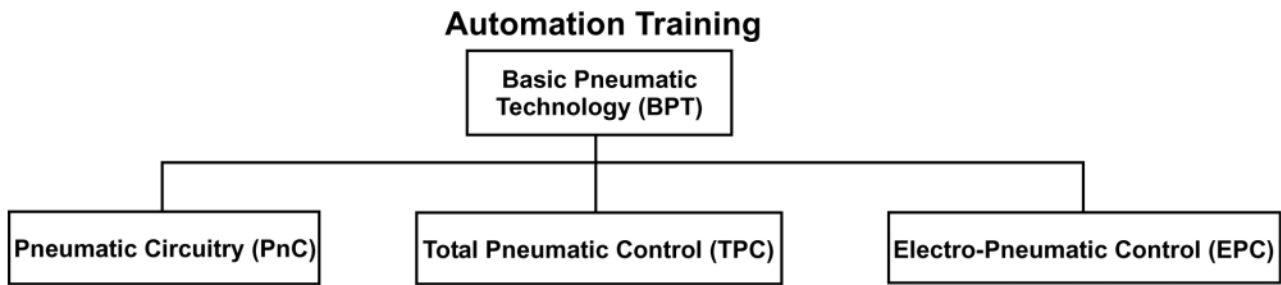 Automation Training
Basic Pneumatic
Technology (BPT)
Pneumatic Circuitry (PnC)
Total Pneumatic Control (TPC)
Electro-Pneumatic Control (EPC)